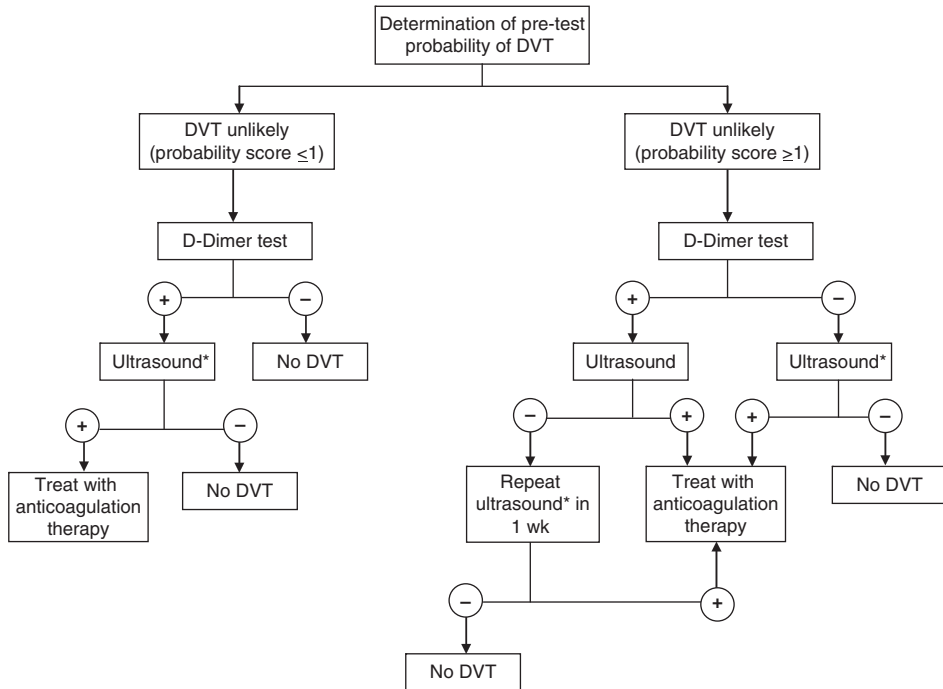 Determination of pre-test
probability of DVT
DVT unlikely
(probability score ≤1)
DVT unlikely
(probability score ≥1)
D-Dimer test
D-Dimer test
+
−
+
−
Ultrasound*
No DVT
Ultrasound
Ultrasound*
+
−
−
+
+
−
Treat with
anticoagulation
therapy
No DVT
Repeat
ultrasound* in
1 wk
Treat with
anticoagulation
therapy
No DVT
−
+
No DVT